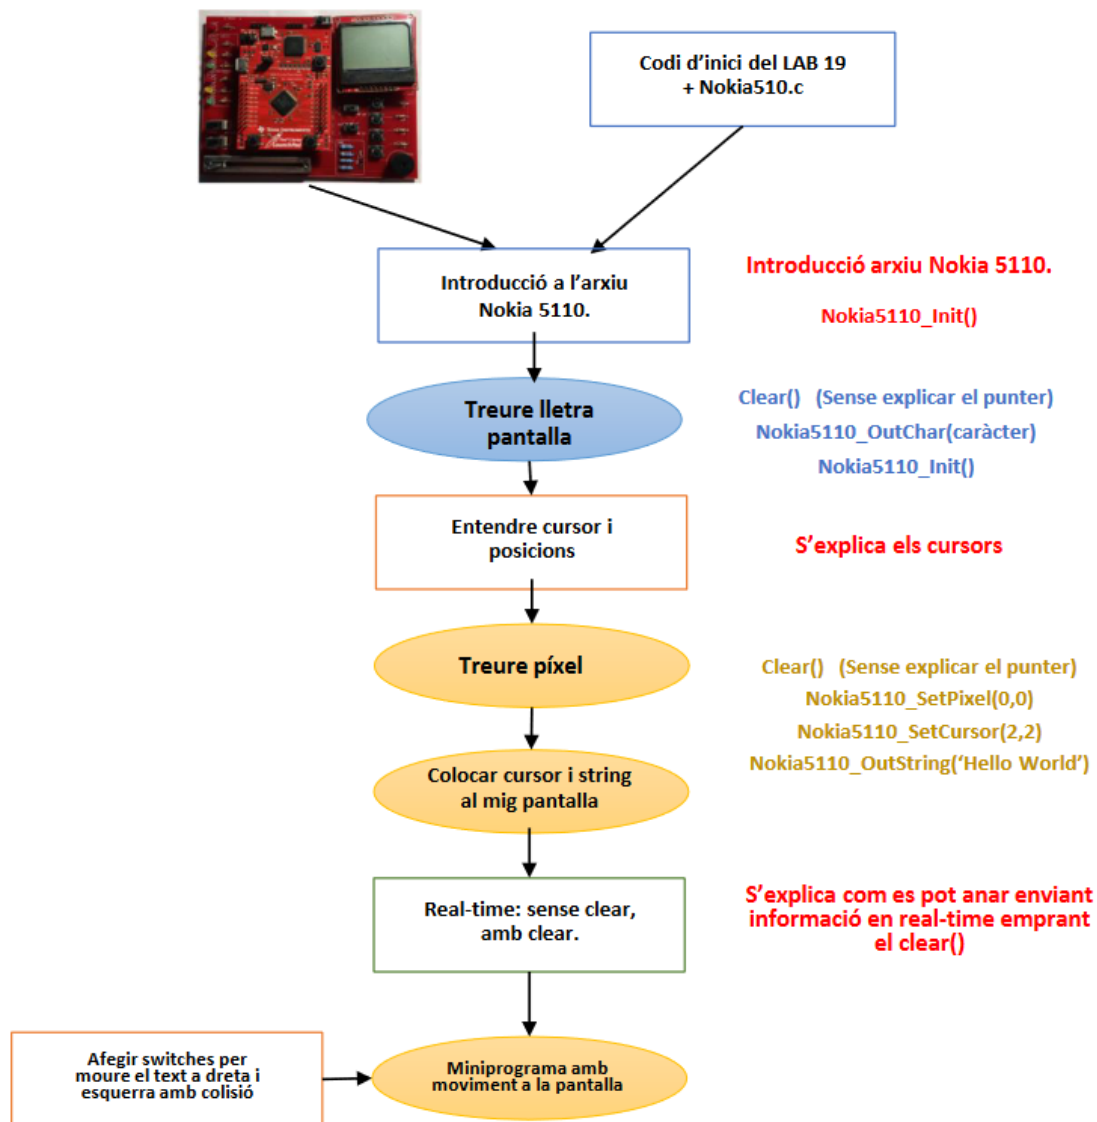 Codi d'inici del LAB 19
+ Nokia510.c
Introducció a l'arxiu
Nokia 5110.
Introducció arxiu Nokia 5110.
Nokia5110_Init()
Treure lletra
pantalla
Clear() (Sense explicar el punter)
Nokia5110_OutChar(caràcter)
Nokia5110_Init()
Entendre cursor i
posicions
S'explica els cursors
Treure píxel
Clear() (Sense explicar el punter)
Nokia5110_SetPixel(0,0)
Nokia5110_SetCursor(2,2)
Nokia5110_OutString('Hello World')
Colocar cursor i string
al mig pantalla
Real-time: sense clear,
amb clear.
S'explica com es pot anar enviant
informació en real-time emprant
el clear()
Afegir switches per
moure el text a dreta i
esquerra amb colisió
Miniprograma amb
moviment a la pantalla